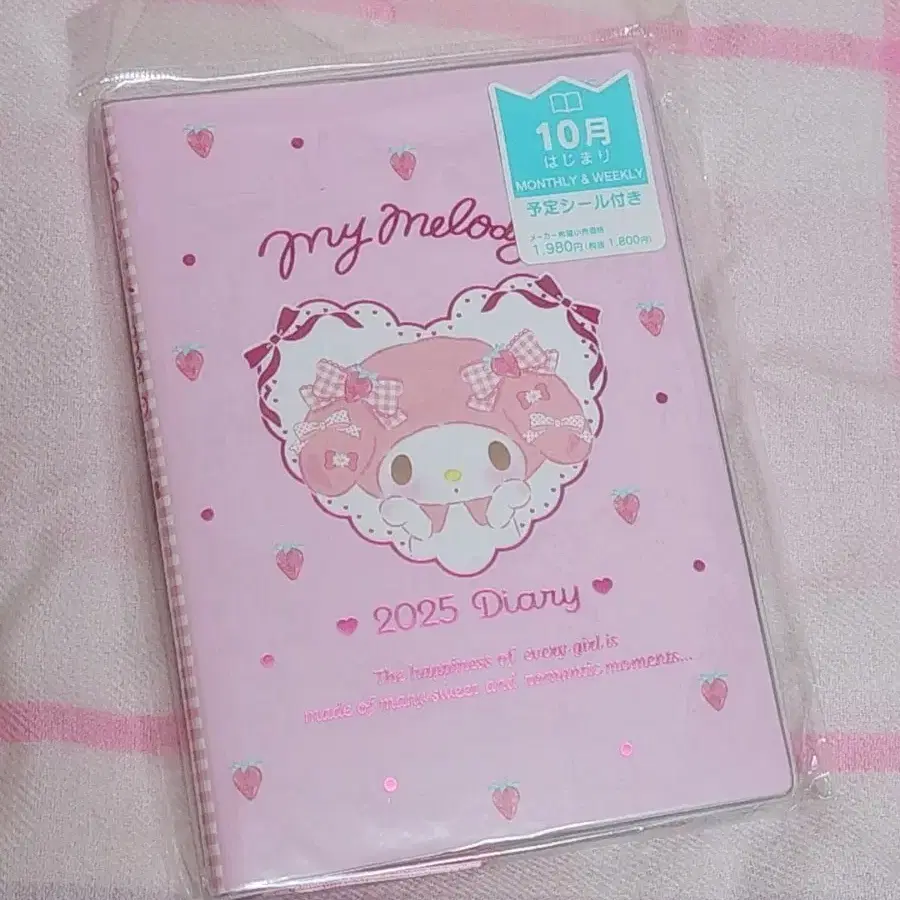 10月
はじまり
MONTHLY & WEEKLY
予定シール付き
メーカー希望小売価格
1,980円(税抜 1,800円)
My Melody
2025 Diary
The happiness of every girl is
made of many sweet and romantic moments...